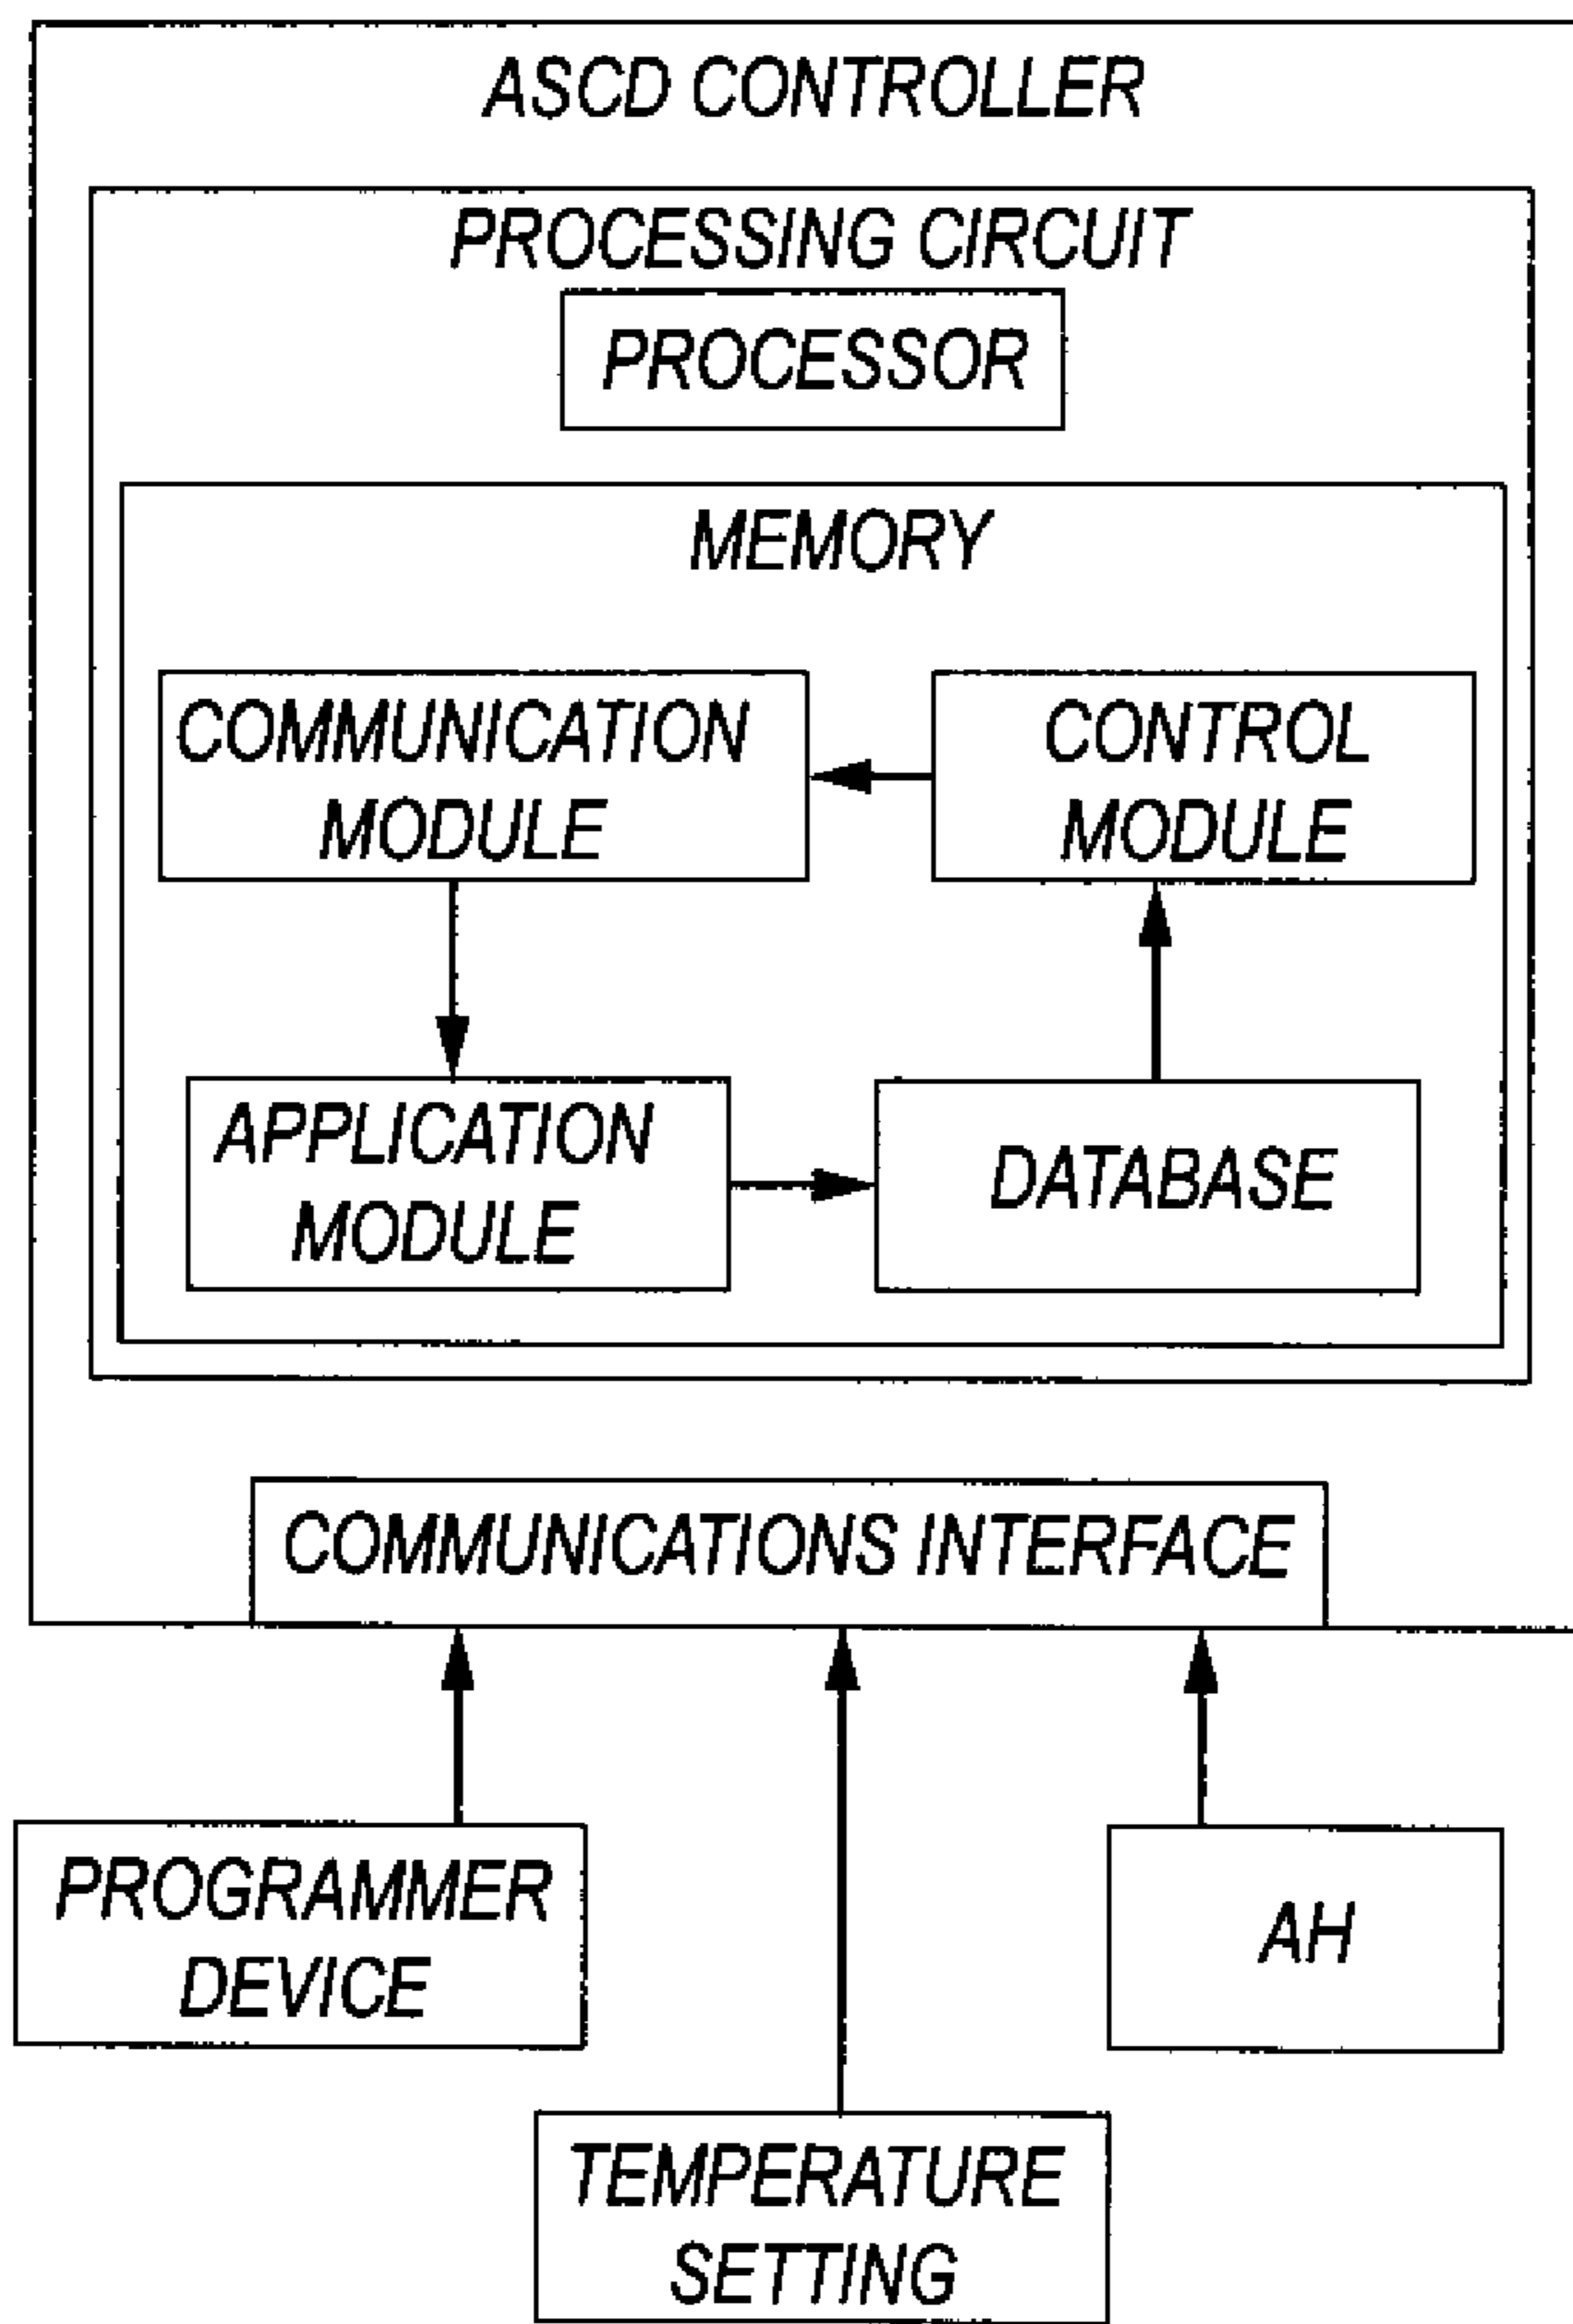 ASCD CONTROLLER
PROCESSING CIRCUIT
PROCESSOR
MEMORY
COMMUNICATION
MODULE
CONTROL
MODULE
APPLICATION
MODULE
DATABASE
COMMUNICATIONS INTERFACE
PROGRAMMER
DEVICE
AH
TEMPERATURE
SETTING